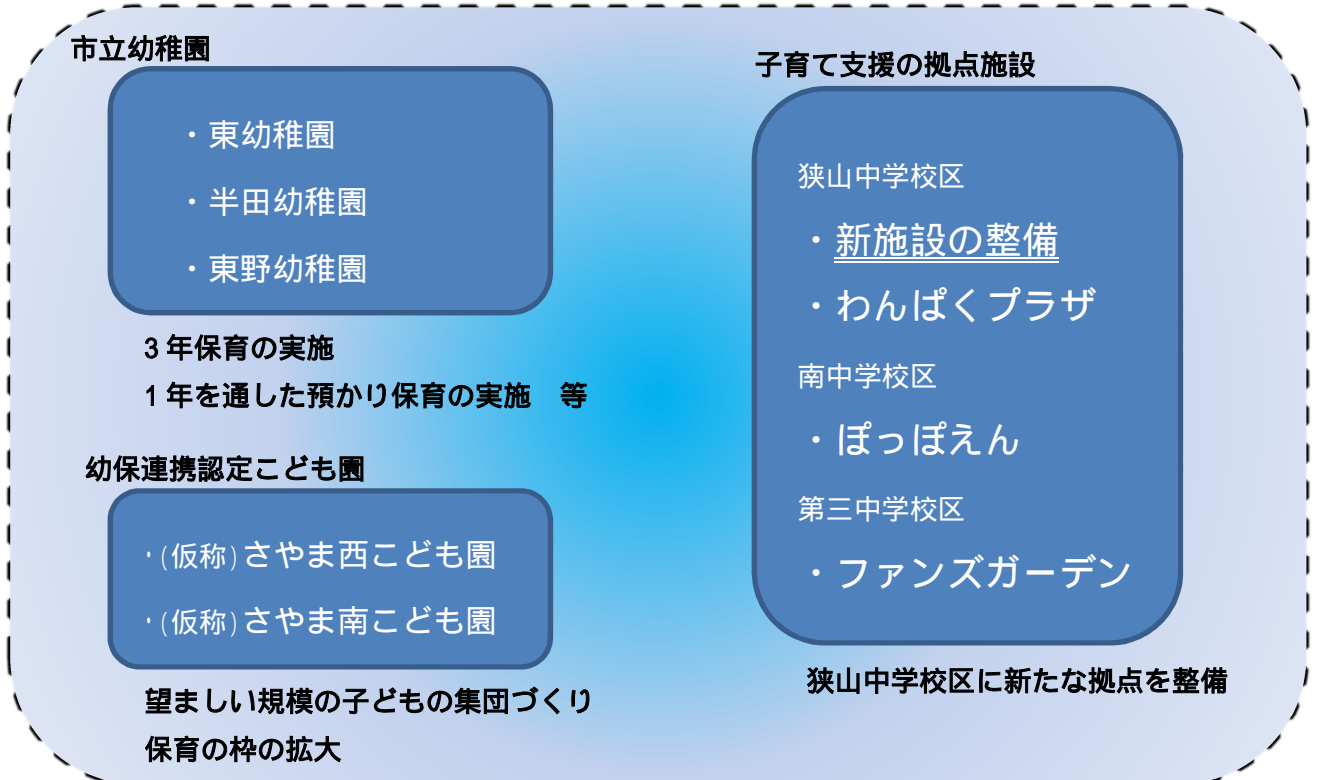 市立幼稚園
・東幼稚園
・半田幼稚園
・東野幼稚園
3年保育の実施
1年を通した預かり保育の実施　等
幼保連携認定こども園
・(仮称)さやま西こども園
・(仮称)さやま南こども園
望ましい規模の子どもの集団づくり
保育の枠の拡大
子育て支援の拠点施設
狭山中学校区
・新施設の整備
・わんぱくプラザ
南中学校区
・ぽっぽえん
第三中学校区
・ファンズガーデン
狭山中学校区に新たな拠点を整備